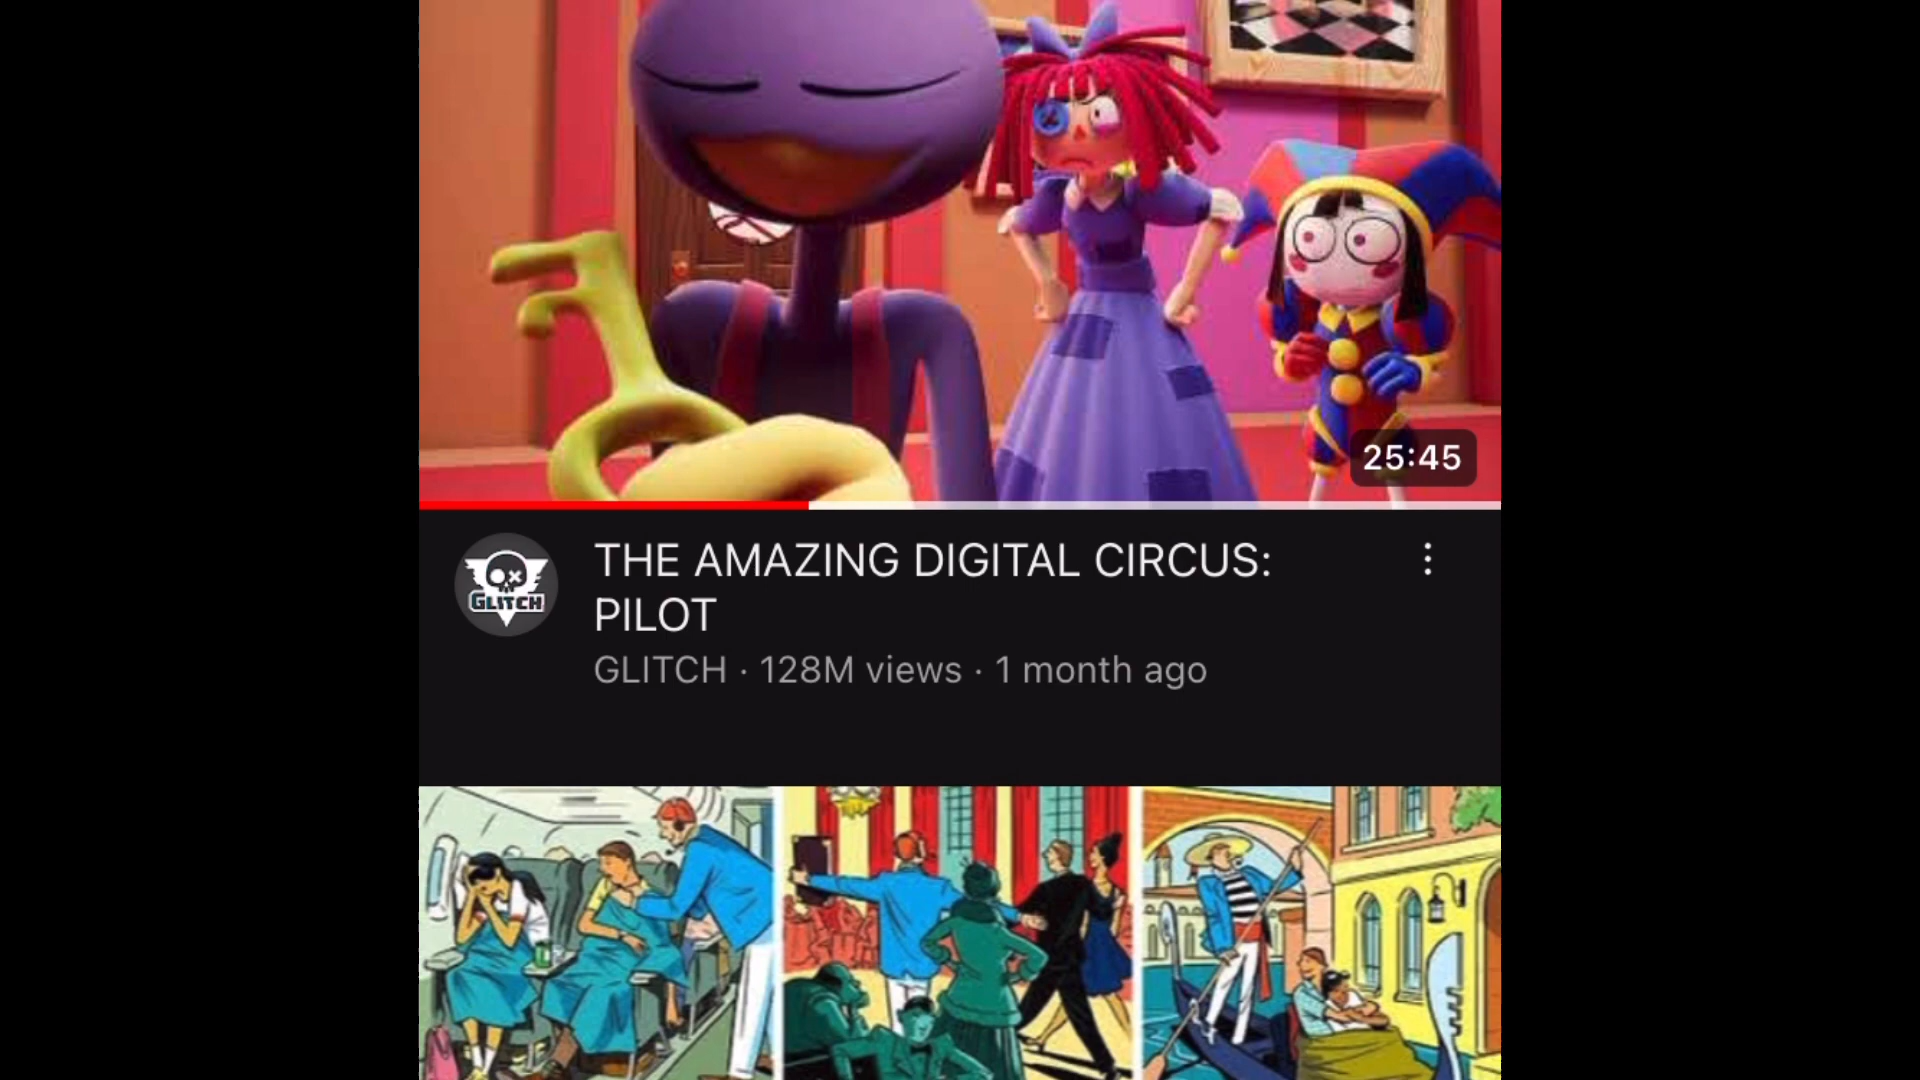 25:45
GLITCH
THE AMAZING DIGITAL CIRCUS:
PILOT
GLITCH · 128M views · 1 month ago